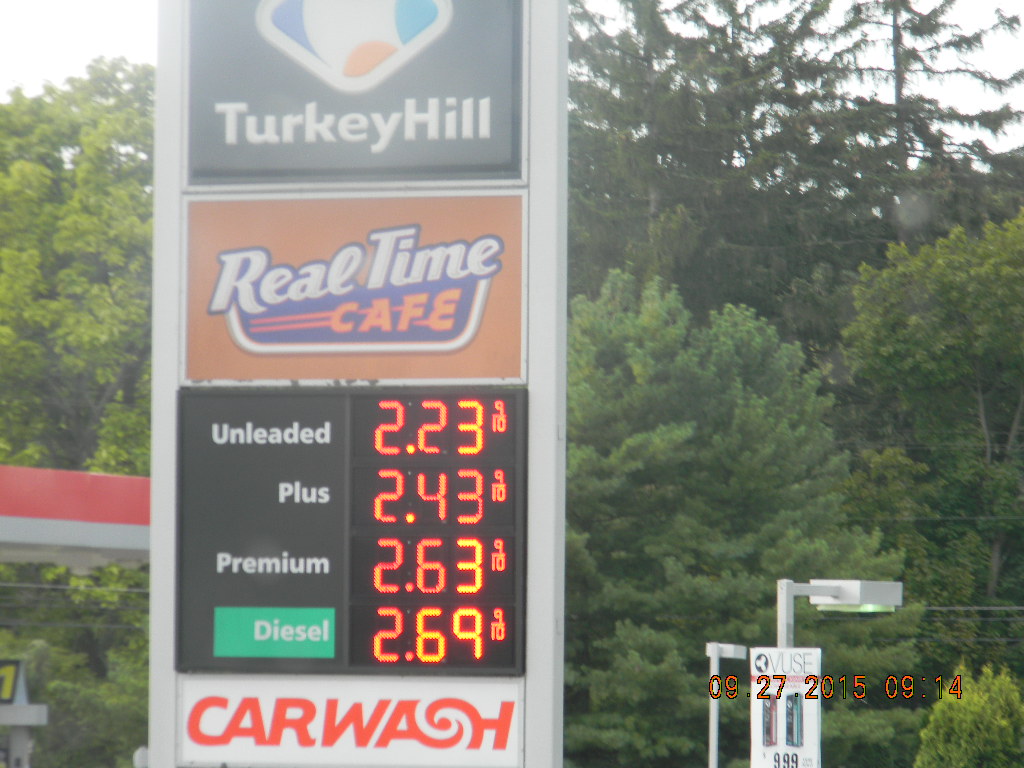 TurkeyHill
Real Time
CAFE
Unleaded 2.23 9/10
Plus 2.43 9/10
Premium 2.63 9/10
Diesel 2.69 9/10
CARWASH
1
VUSE
9.99
09.27.2015 09:14